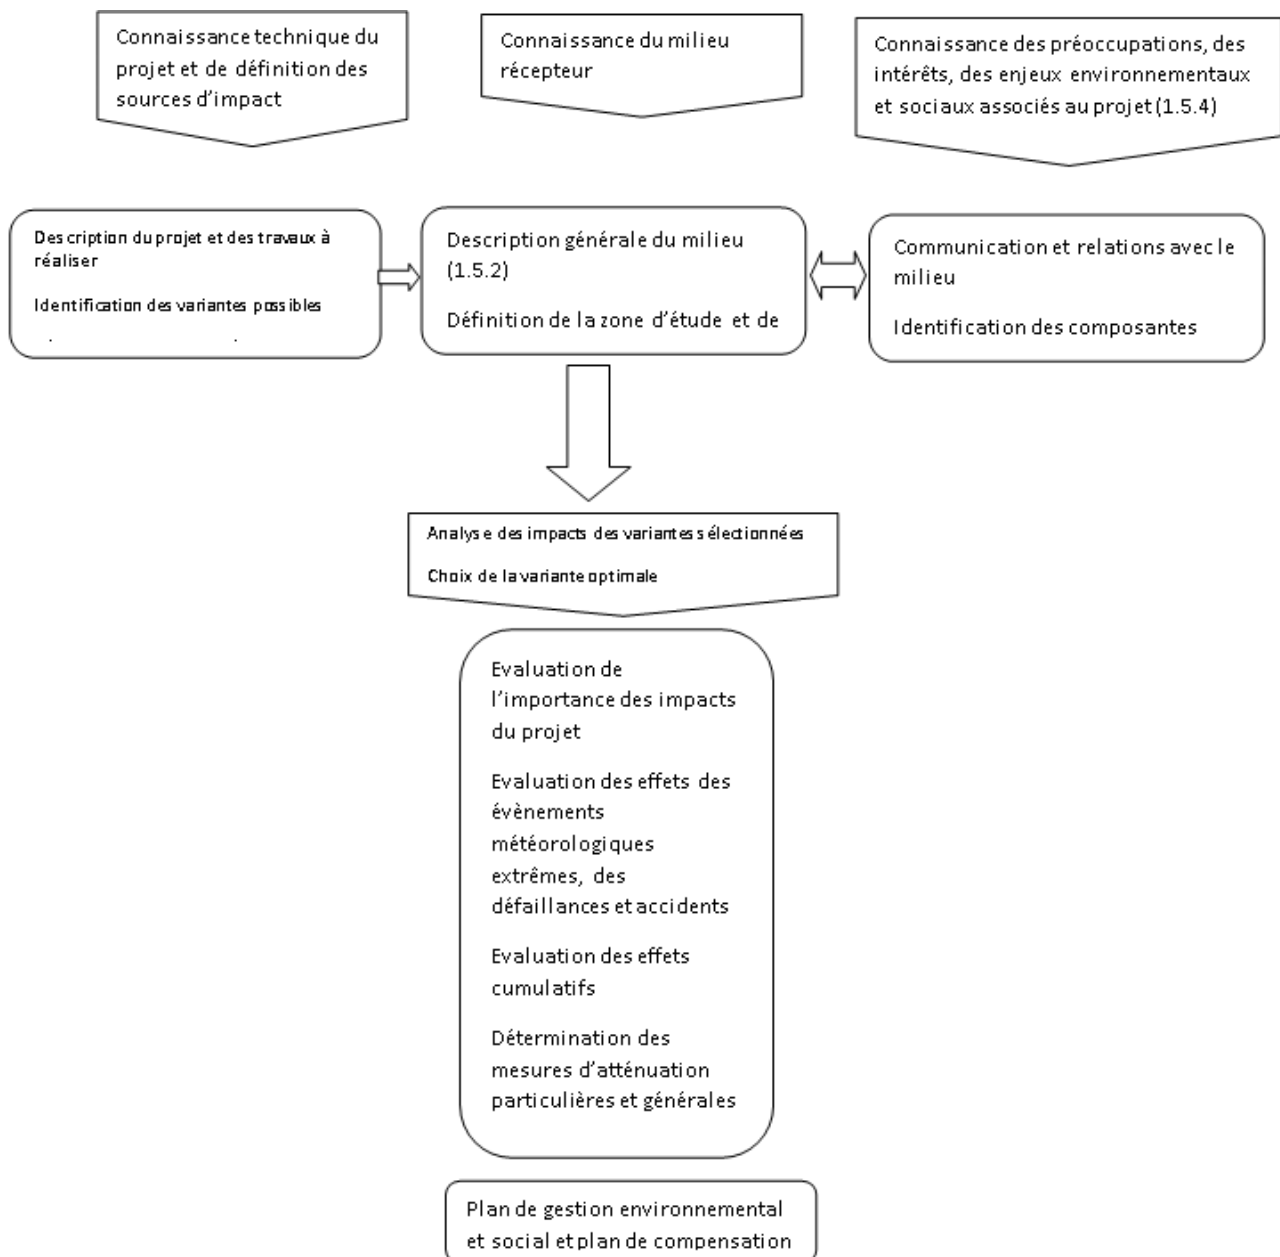 Connaissance technique du
projet et de définition des
sources d'impact
Connaissance du milieu
récepteur
Connaissance des préoccupations, des
intérêts, des enjeux environnementaux
et sociaux associés au projet (1.5.4)
Description du projet et des travaux à
réaliser
Identification des variantes possibles
Description générale du milieu
(1.5.2)
Définition de la zone d'étude et de
Communication et relations avec le
milieu
Identification des composantes
Analyse des impacts des variantes sélectionnées
Choix de la variante optimale
Evaluation de
l'importance des impacts
du projet
Evaluation des effets des
évènements
météorologiques
extrêmes, des
défaillances et accidents
Evaluation des effets
cumulatifs
Détermination des
mesures d'atténuation
particulières et générales
Plan de gestion environnemental
et social et plan de compensation